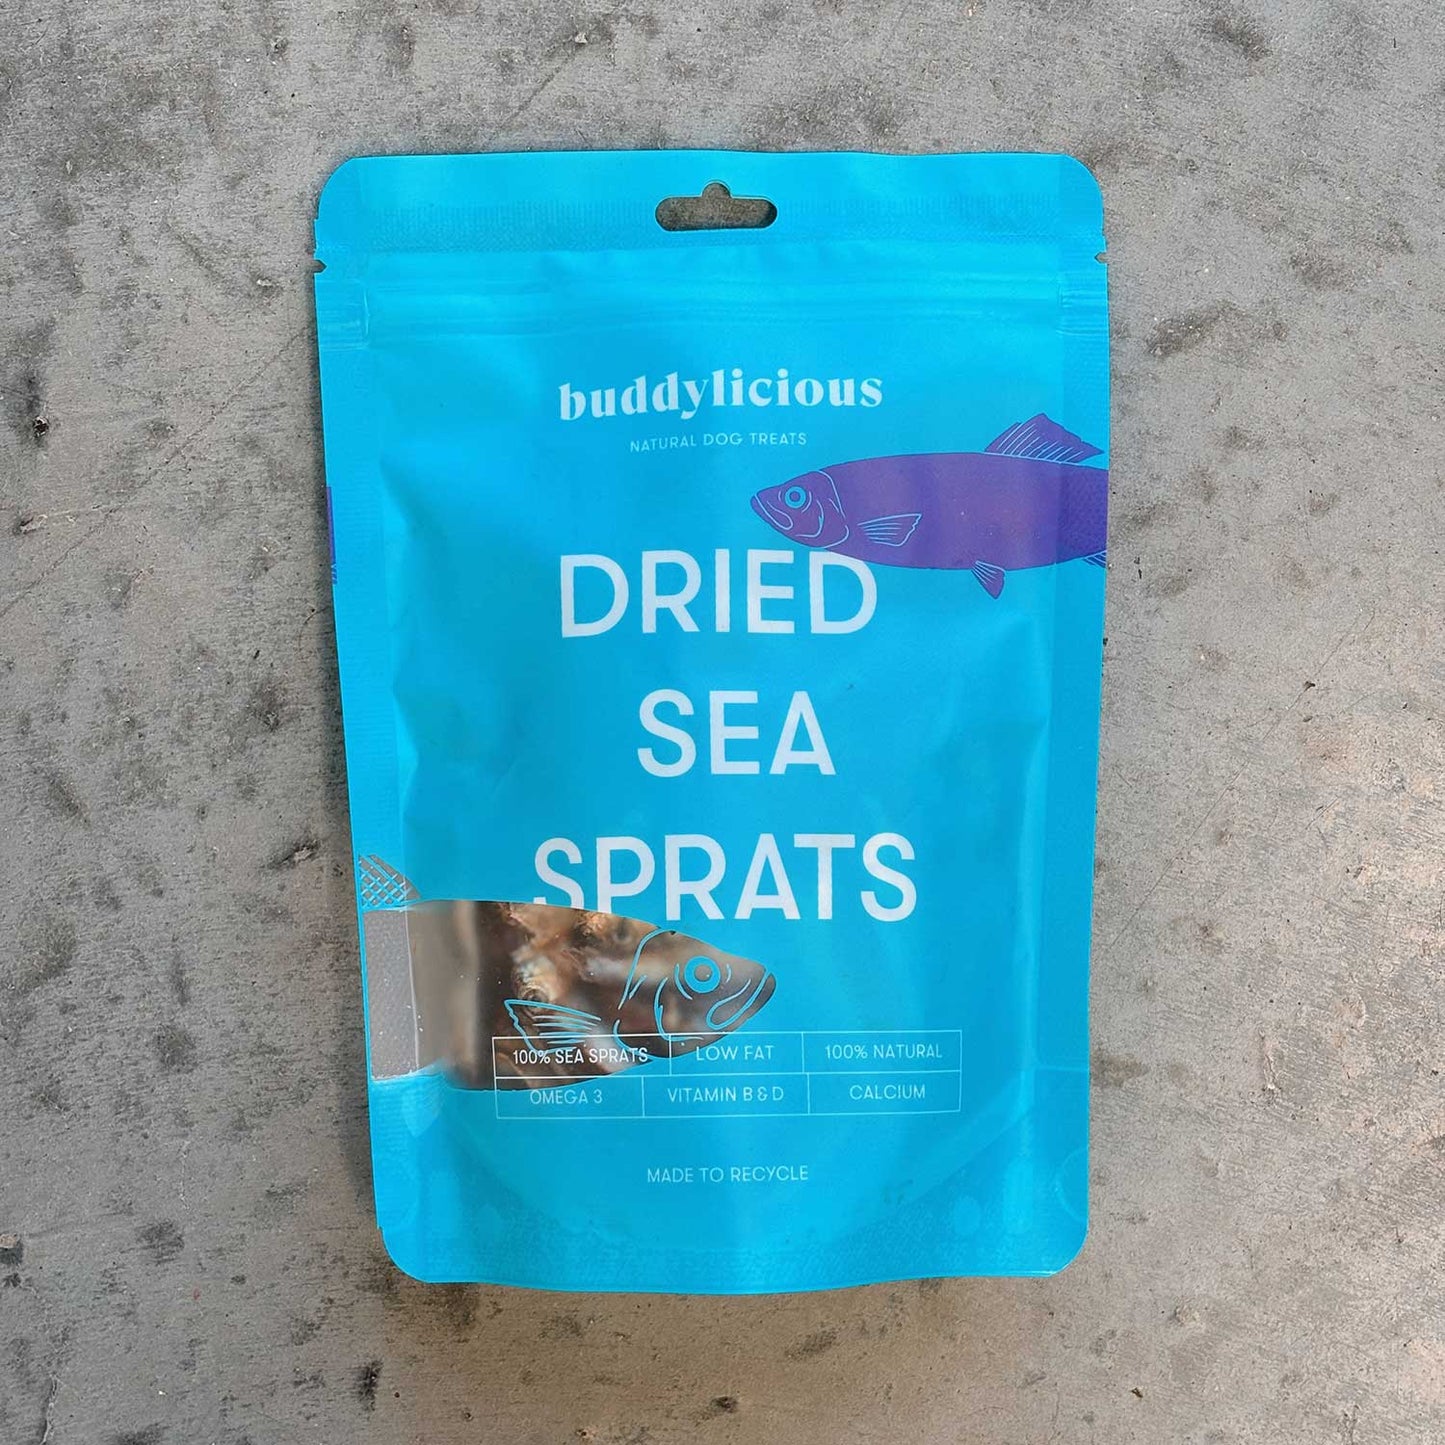 buddylicious
NATURAL DOG TREATS
DRIED
SEA
SPRATS
100% SEA SPRATS LOW FAT 100% NATURAL
OMEGA 3 VITAMIN B & D CALCIUM
MADE TO RECYCLE